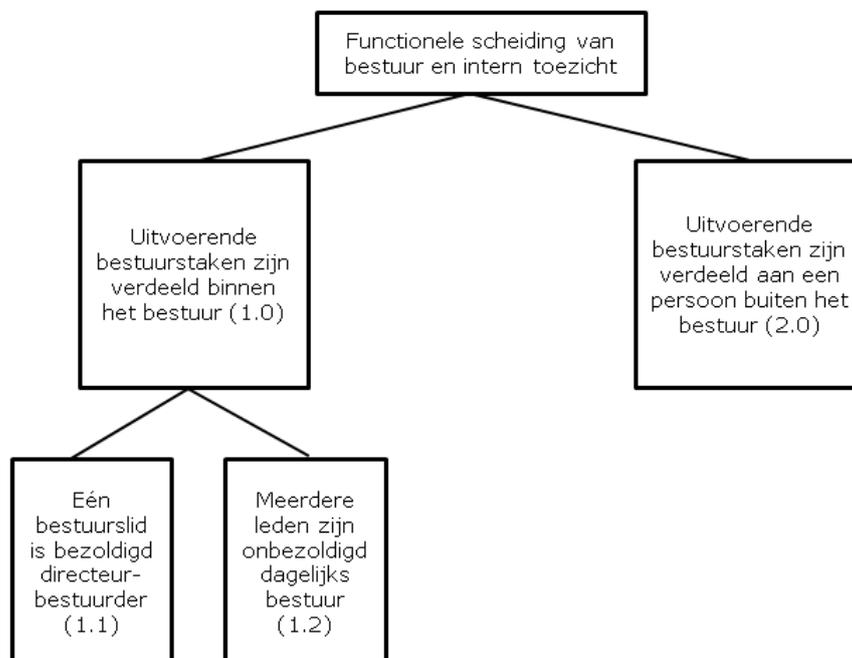 Functionele scheiding van
bestuur en intern toezicht
Uitvoerende
bestuurstaken zijn
verdeeld binnen
het bestuur (1.0)
Uitvoerende
bestuurstaken zijn
verdeeld aan een
persoon buiten het
bestuur (2.0)
Eén
bestuurslid
is bezoldigd
directeur-
bestuurder
(1.1)
Meerdere
leden zijn
onbezoldigd
dagelijks
bestuur
(1.2)